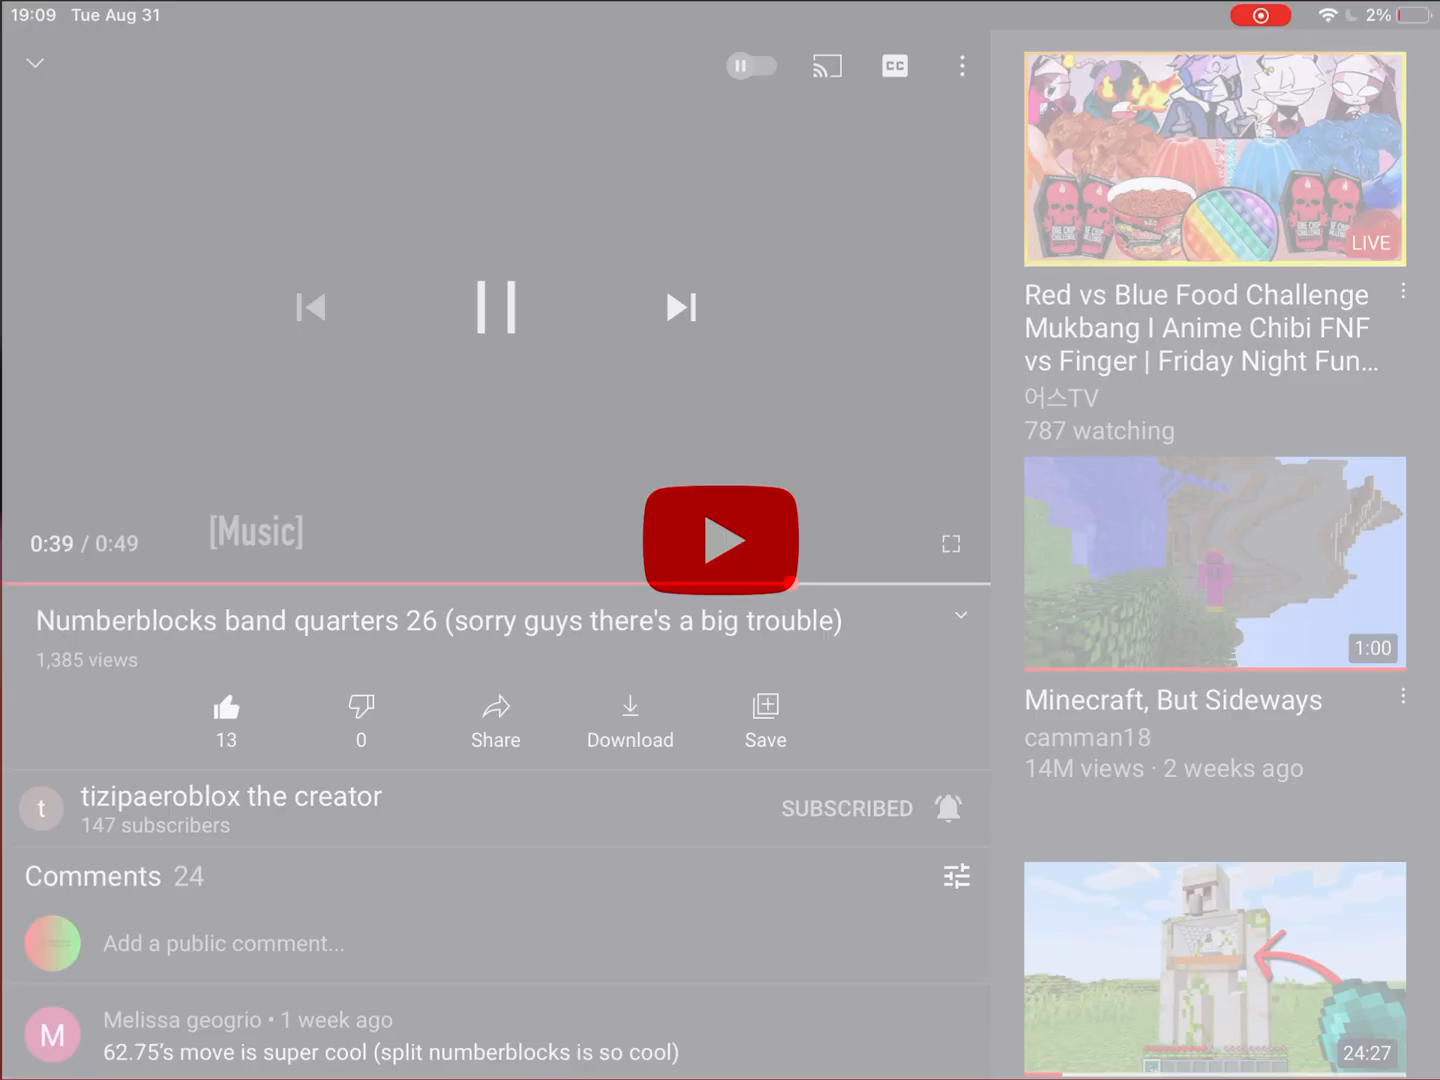 19:09 Tue Aug 31
2%
CC
[Music]
0:39 / 0:49
Numberblocks band quarters 26 (sorry guys there's a big trouble)
1,385 views
13
0
Share
Download
Save
t
tizipaeroblox the creator
147 subscribers
SUBSCRIBED
Comments 24
Add a public comment...
M
Melissa geogrio • 1 week ago
62.75's move is super cool (split numberblocks is so cool)
ONE CHIP
CHALLENGE
LIVE
Red vs Blue Food Challenge
Mukbang I Anime Chibi FNF
vs Finger | Friday Night Fun...
어스TV
787 watching
1:00
Minecraft, But Sideways
camman18
14M views · 2 weeks ago
24:27